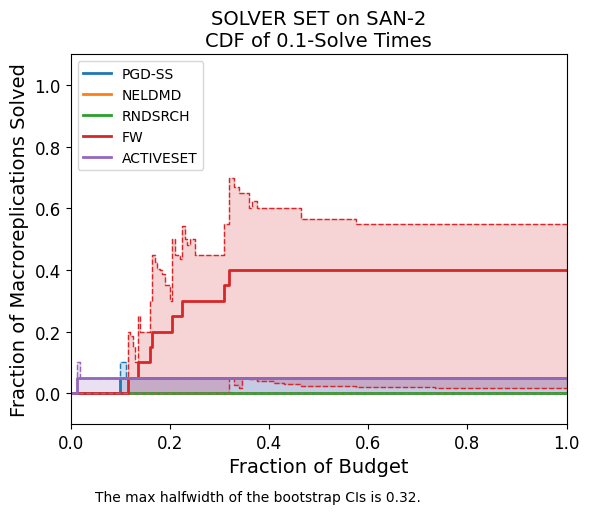 SOLVER SET on SAN-2
CDF of 0.1-Solve Times
Fraction of Macroreplications Solved
1.0
0.8
0.6
0.4
0.2
0.0
PGD-SS
NELDMD
RNDSRCH
FW
ACTIVESET
0.0 0.2 0.4 0.6 0.8 1.0
Fraction of Budget
The max halfwidth of the bootstrap CIs is 0.32.